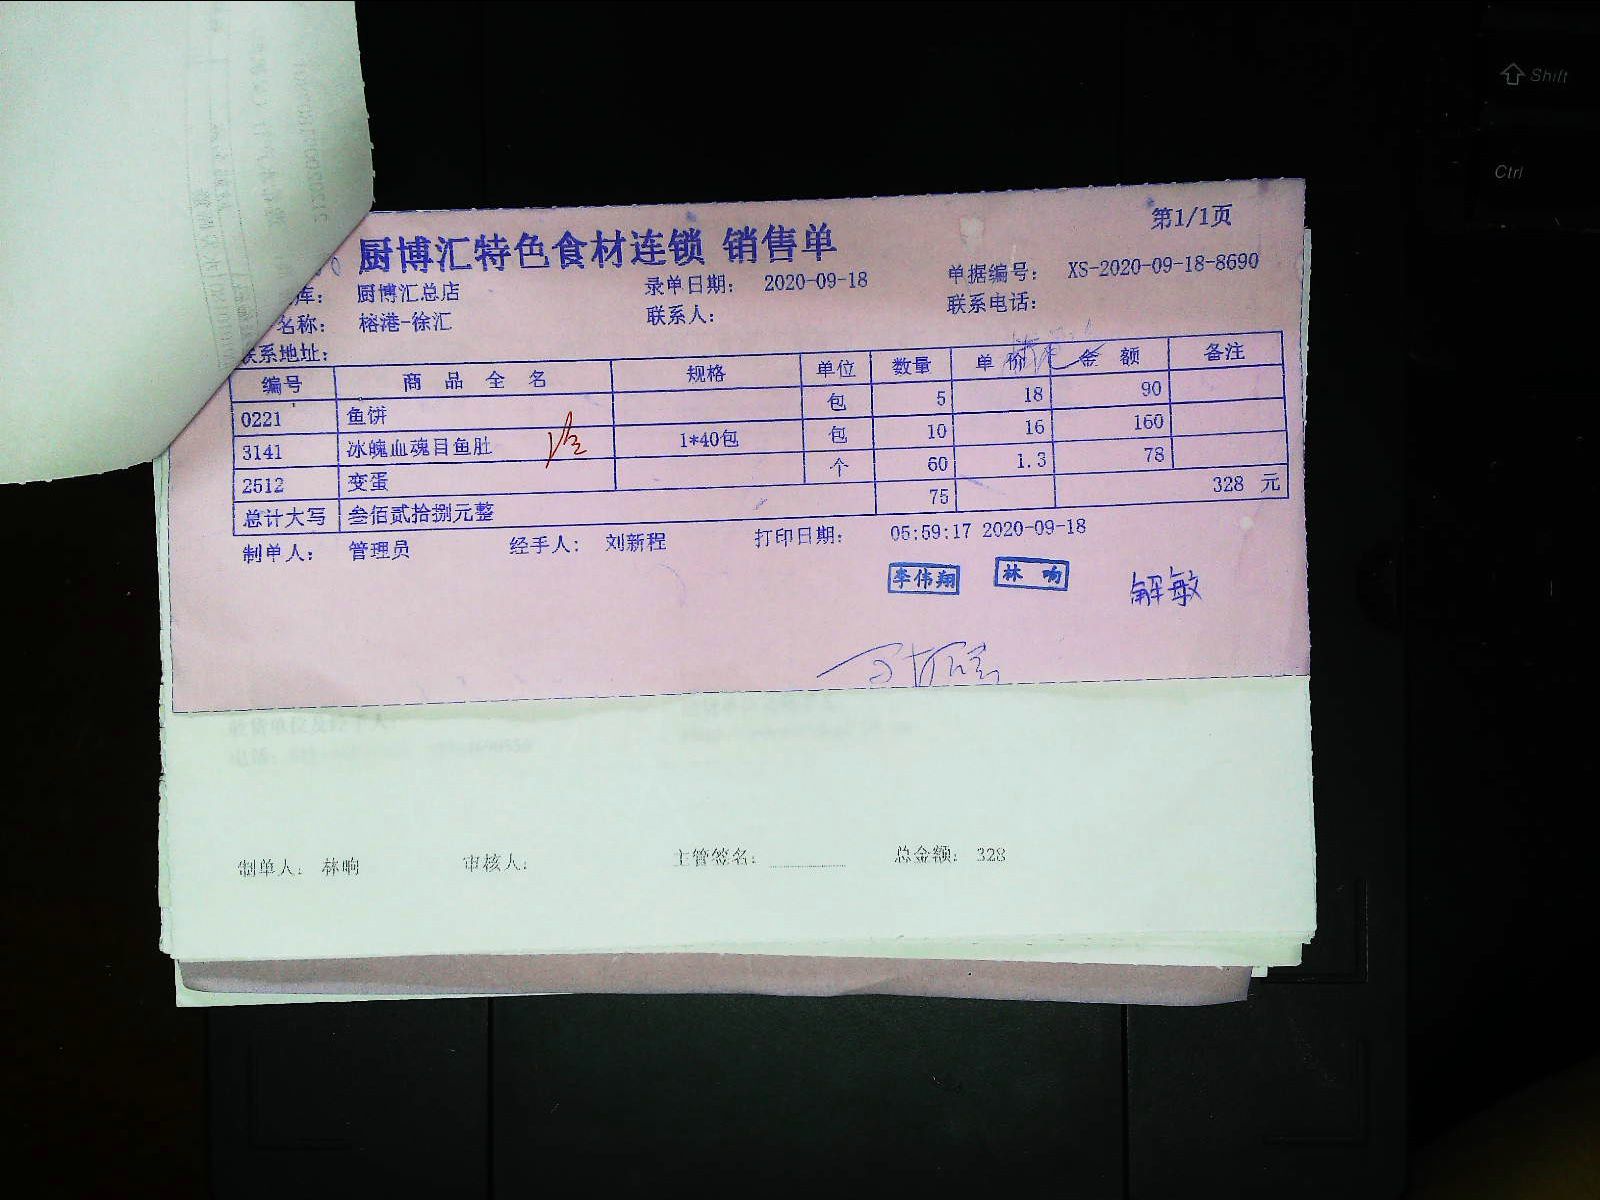 第1/1页
厨博汇特色食材连锁 销售单
库： 厨博汇总店 录单日期： 2020-09-18 单据编号： XS-2020-09-18-8690
名称： 榕港-徐汇 联系人： 联系电话：
联系地址：
编号 商品全名 规格 单位 数量 单价 金额 备注
0221 鱼饼 包 5 18 90
3141 冰魄血魂目鱼肚 1*40包 包 10 16 160
2512 变蛋 个 60 1.3 78
总计大写 叁佰贰拾捌元整 75 328 元
制单人： 管理员 经手人： 刘新程 打印日期： 05:59:17 2020-09-18
李伟翔 林响 解敏
制单人： 林响 审核人： 主管签名： 总金额： 328
Shift
Ctrl